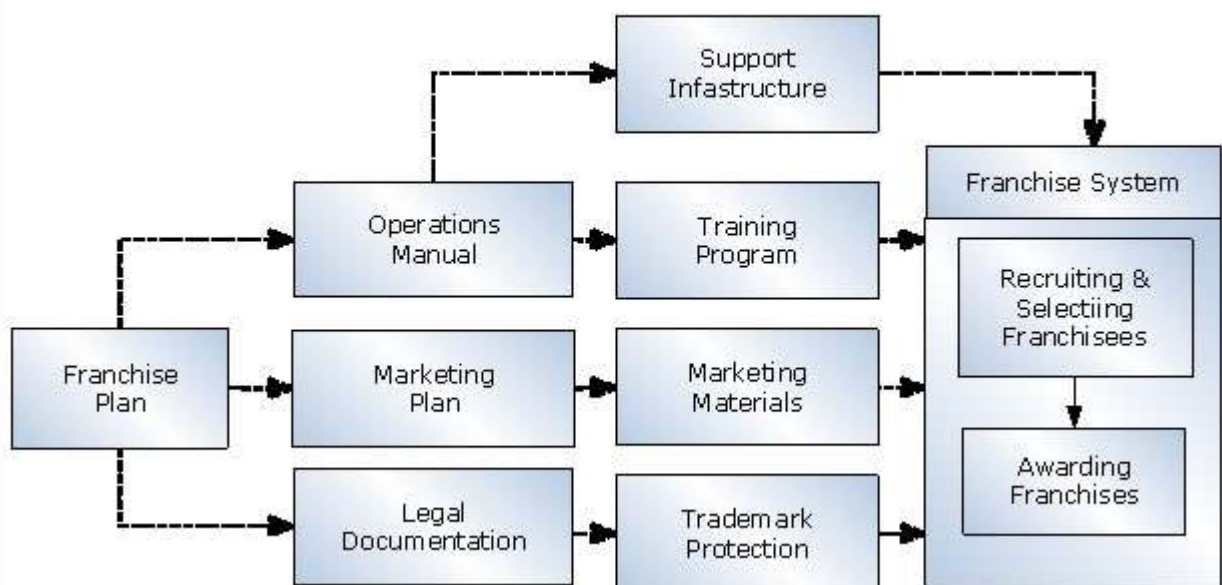 Support
Infastructure
Franchise System
Operations
Manual
Training
Program
Recruiting &
Selectiing
Franchisees
Franchise
Plan
Marketing
Plan
Marketing
Materials
Awarding
Franchises
Legal
Documentation
Trademark
Protection